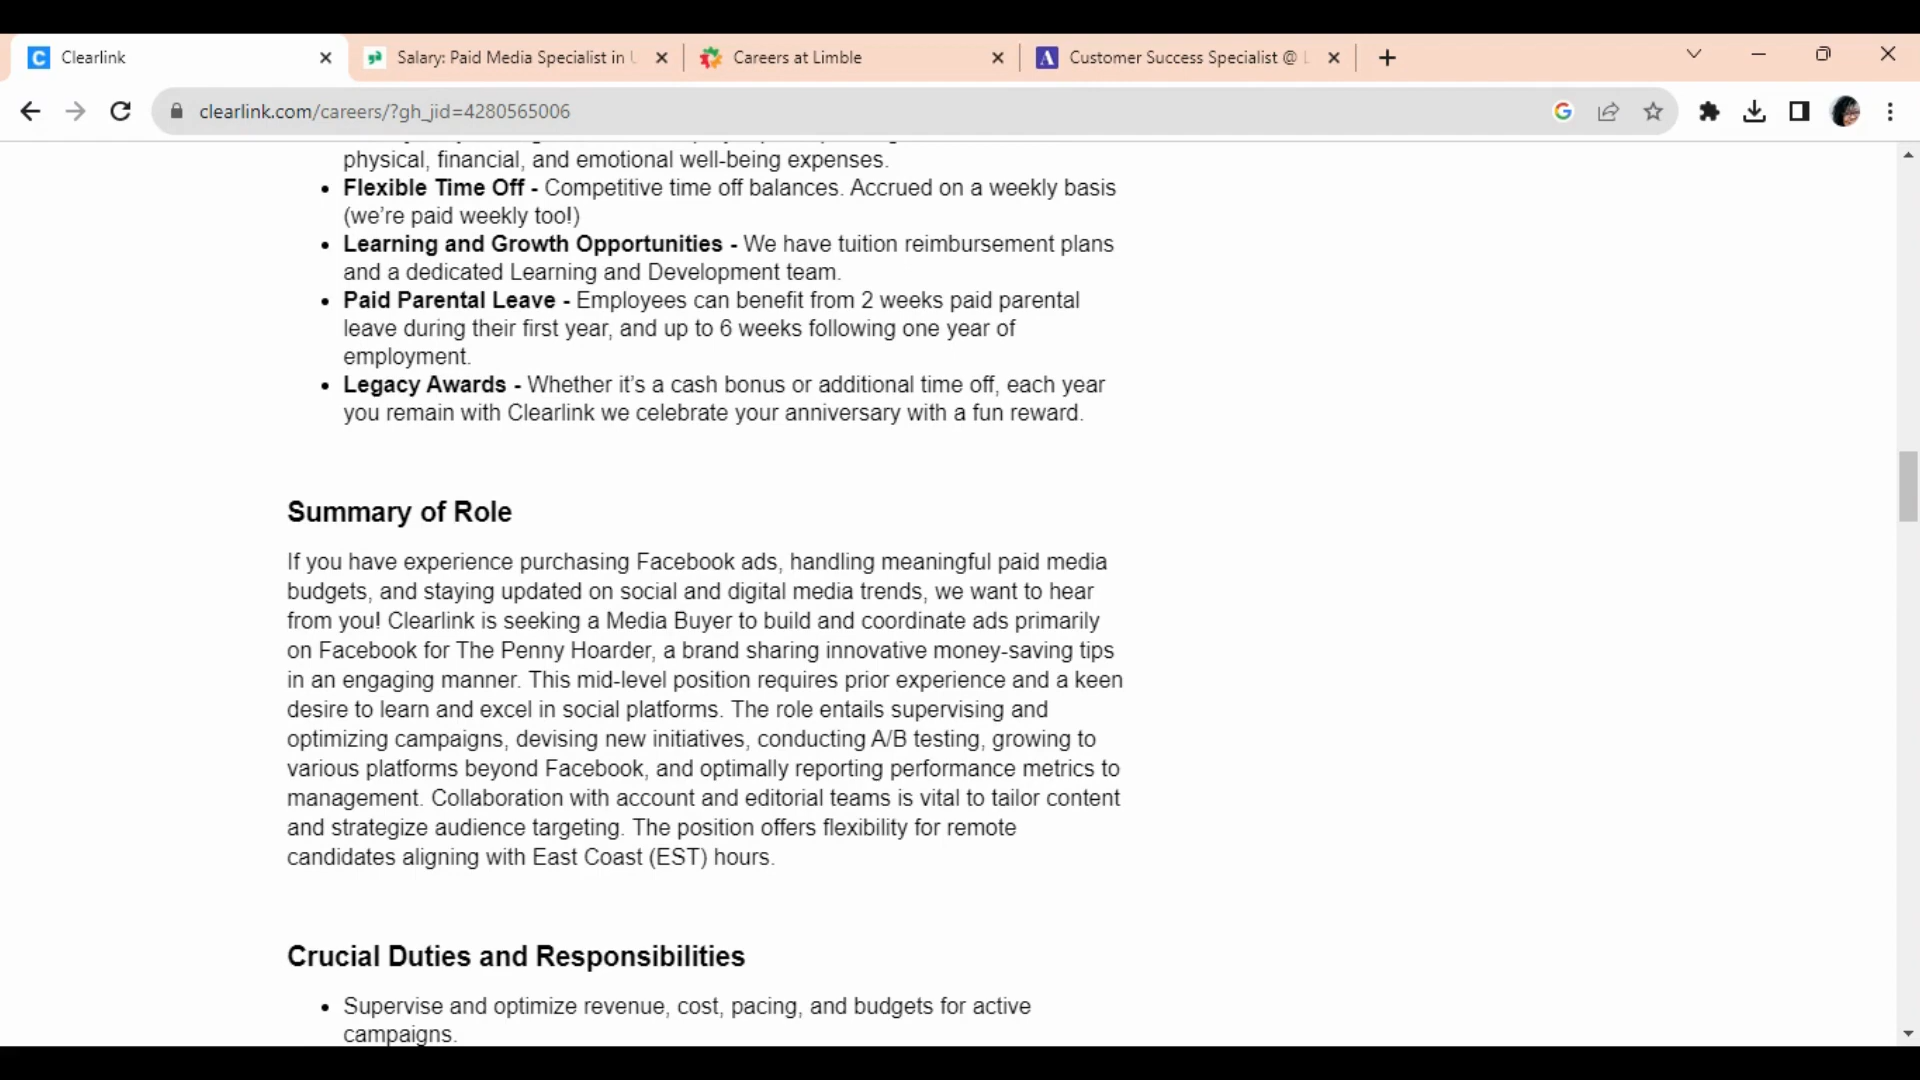 Clearlink
Salary: Paid Media Specialist in U
Careers at Limble
Customer Success Specialist @ L
clearlink.com/careers/?gh_jid=4280565006
physical, financial, and emotional well-being expenses.
• Flexible Time Off - Competitive time off balances. Accrued on a weekly basis
(we’re paid weekly too!)
• Learning and Growth Opportunities - We have tuition reimbursement plans
and a dedicated Learning and Development team.
• Paid Parental Leave - Employees can benefit from 2 weeks paid parental
leave during their first year, and up to 6 weeks following one year of
employment.
• Legacy Awards - Whether it’s a cash bonus or additional time off, each year
you remain with Clearlink we celebrate your anniversary with a fun reward.
Summary of Role
If you have experience purchasing Facebook ads, handling meaningful paid media
budgets, and staying updated on social and digital media trends, we want to hear
from you! Clearlink is seeking a Media Buyer to build and coordinate ads primarily
on Facebook for The Penny Hoarder, a brand sharing innovative money-saving tips
in an engaging manner. This mid-level position requires prior experience and a keen
desire to learn and excel in social platforms. The role entails supervising and
optimizing campaigns, devising new initiatives, conducting A/B testing, growing to
various platforms beyond Facebook, and optimally reporting performance metrics to
management. Collaboration with account and editorial teams is vital to tailor content
and strategize audience targeting. The position offers flexibility for remote
candidates aligning with East Coast (EST) hours.
Crucial Duties and Responsibilities
• Supervise and optimize revenue, cost, pacing, and budgets for active
campaigns.